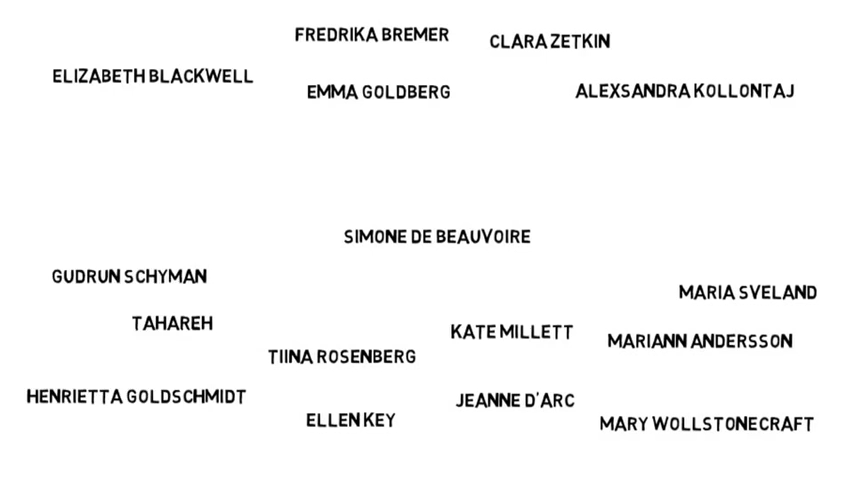 FREDRIKA BREMER
CLARA ZETKIN
ELIZABETH BLACKWELL
EMMA GOLDBERG
ALEXSANDRA KOLLONTAJ
SIMONE DE BEAUVOIRE
GUDRUN SCHYMAN
MARIA SVELAND
TAHAREH
KATE MILLETT
MARIANN ANDERSSON
TIINA ROSENBERG
HENRIETTA GOLDSCHMIDT
JEANNE D'ARC
ELLEN KEY
MARY WOLLSTONECRAFT